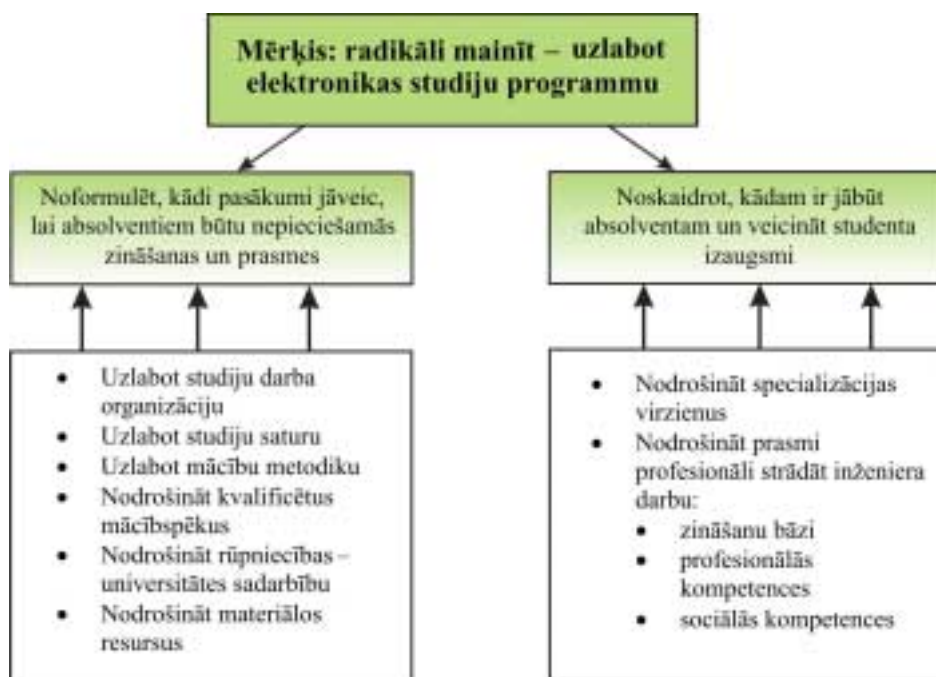 Mērķis: radikāli mainīt – uzlabot
elektronikas studiju programmu
Noformulēt, kādi pasākumi jāveic,
lai absolventiem būtu nepieciešamās
zināšanas un prasmes
Noskaidrot, kādam ir jābūt
absolventam un veicināt studenta
izaugsmi
• Uzlabot studiju darba
organizāciju
• Uzlabot studiju saturu
• Uzlabot mācību metodiku
• Nodrošināt kvalificētus
mācībspēkus
• Nodrošināt rūpniecības –
universitātes sadarbību
• Nodrošināt materiālos
resursus
• Nodrošināt specializācijas
virzienus
• Nodrošināt prasmi
profesionāli strādāt inženiera
darbu:
• zināšanu bāzi
• profesionālās
kompetences
• sociālās kompetences